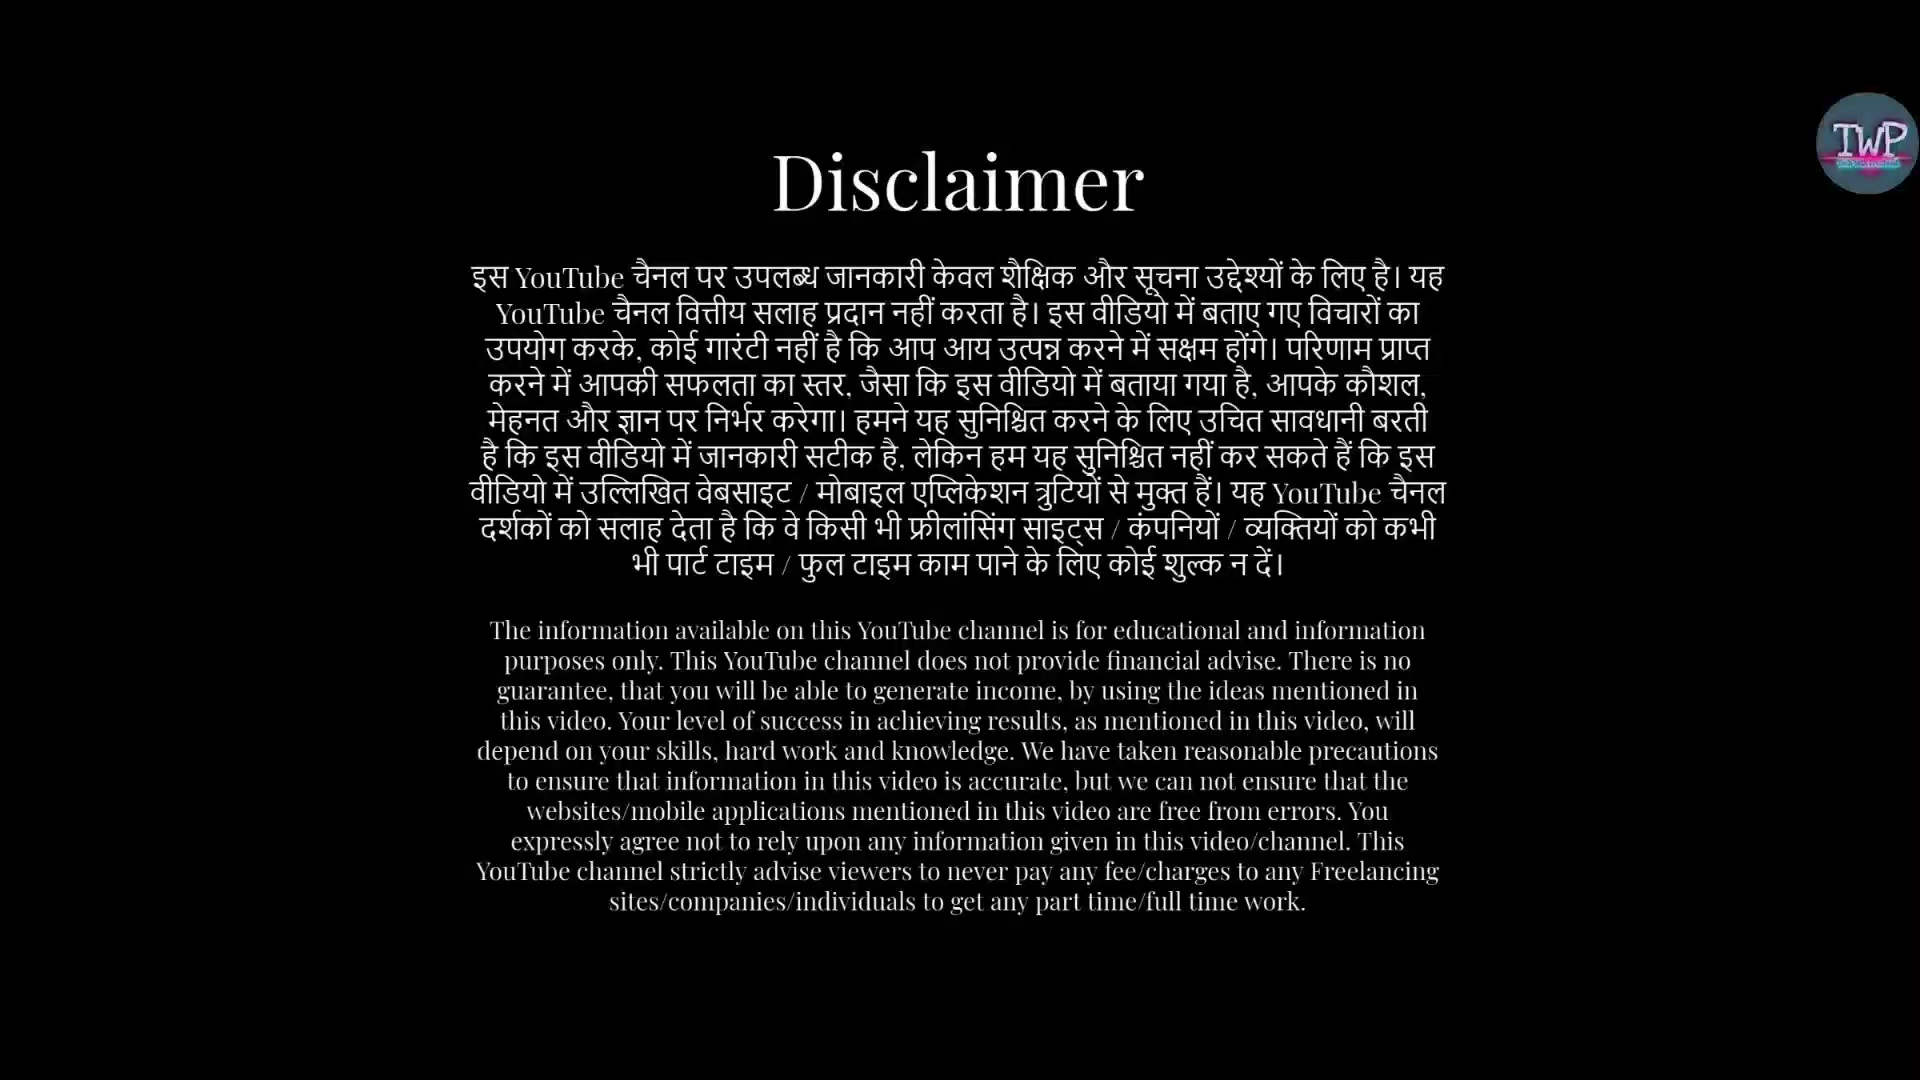 TWP
Disclaimer
इस YouTube चैनल पर उपलब्ध जानकारी केवल शैक्षिक और सूचना उद्देश्यों के लिए है। यह
YouTube चैनल वित्तीय सलाह प्रदान नहीं करता है। इस वीडियो में बताए गए विचारों का
उपयोग करके, कोई गारंटी नहीं है कि आप आय उत्पन्न करने में सक्षम होंगे। परिणाम प्राप्त
करने में आपकी सफलता का स्तर, जैसा कि इस वीडियो में बताया गया है, आपके कौशल,
मेहनत और ज्ञान पर निर्भर करेगा। हमने यह सुनिश्चित करने के लिए उचित सावधानी बरती
है कि इस वीडियो में जानकारी सटीक है, लेकिन हम यह सुनिश्चित नहीं कर सकते हैं कि इस
वीडियो में उल्लिखित वेबसाइट / मोबाइल एप्लिकेशन त्रुटियों से मुक्त हैं। यह YouTube चैनल
दर्शकों को सलाह देता है कि वे किसी भी फ्रीलांसिंग साइट्स / कंपनियों / व्यक्तियों को कभी
भी पार्ट टाइम / फुल टाइम काम पाने के लिए कोई शुल्क न दें।
The information available on this YouTube channel is for educational and information
purposes only. This YouTube channel does not provide financial advise. There is no
guarantee, that you will be able to generate income, by using the ideas mentioned in
this video. Your level of success in achieving results, as mentioned in this video, will
depend on your skills, hard work and knowledge. We have taken reasonable precautions
to ensure that information in this video is accurate, but we can not ensure that the
websites/mobile applications mentioned in this video are free from errors. You
expressly agree not to rely upon any information given in this video/channel. This
YouTube channel strictly advise viewers to never pay any fee/charges to any Freelancing
sites/companies/individuals to get any part time/full time work.